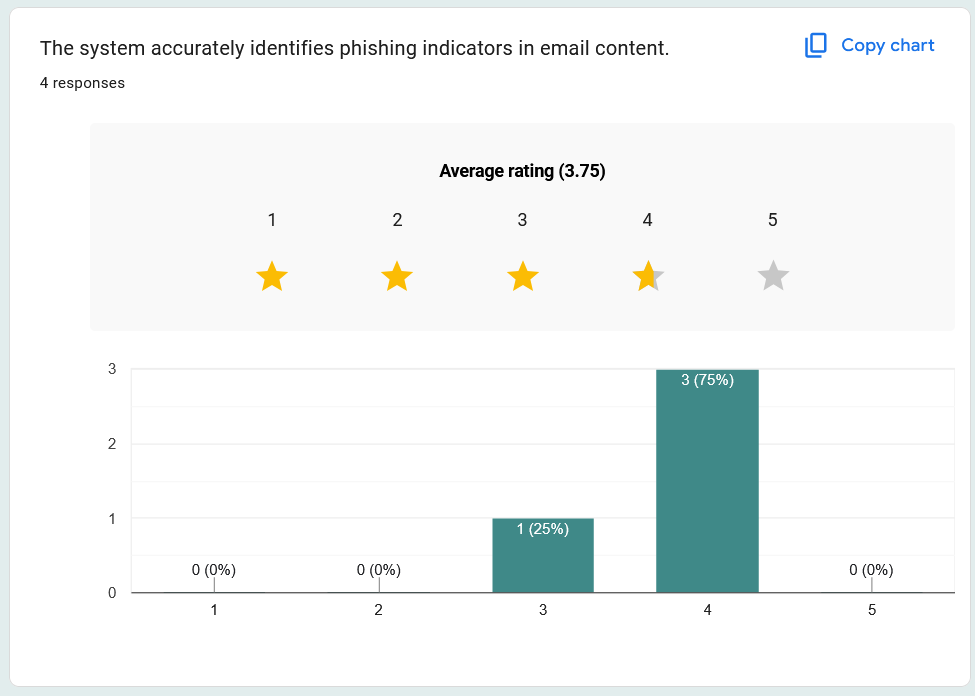 The system accurately identifies phishing indicators in email content.
Copy chart
4 responses
Average rating (3.75)
1 2 3 4 5
3
3 (75%)
2
1
1 (25%)
0 (0%) 0 (0%) 0 (0%)
0
1 2 3 4 5